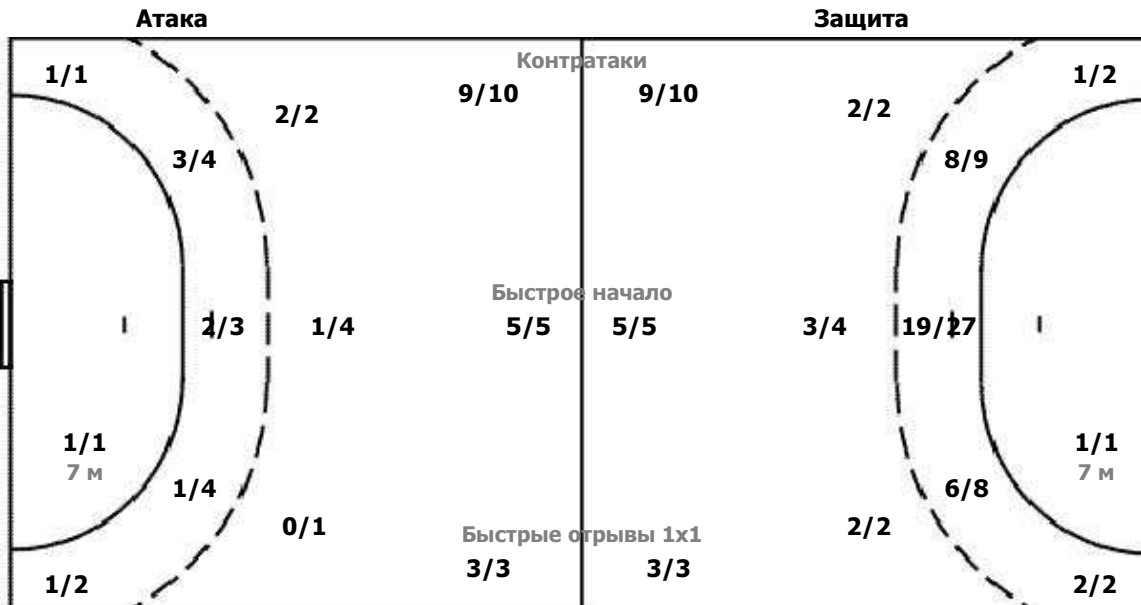 Атака Защита
Контратаки
1/1 2/2 9/10 9/10 2/2 1/2
3/4 8/9
Быстрое начало
2/3 1/4 5/5 5/5 3/4 19/27
1/1 1/1
7 м 7 м
1/4 6/8
0/1 Быстрые отрывы 1x1 2/2
3/3 3/3
1/2 2/2